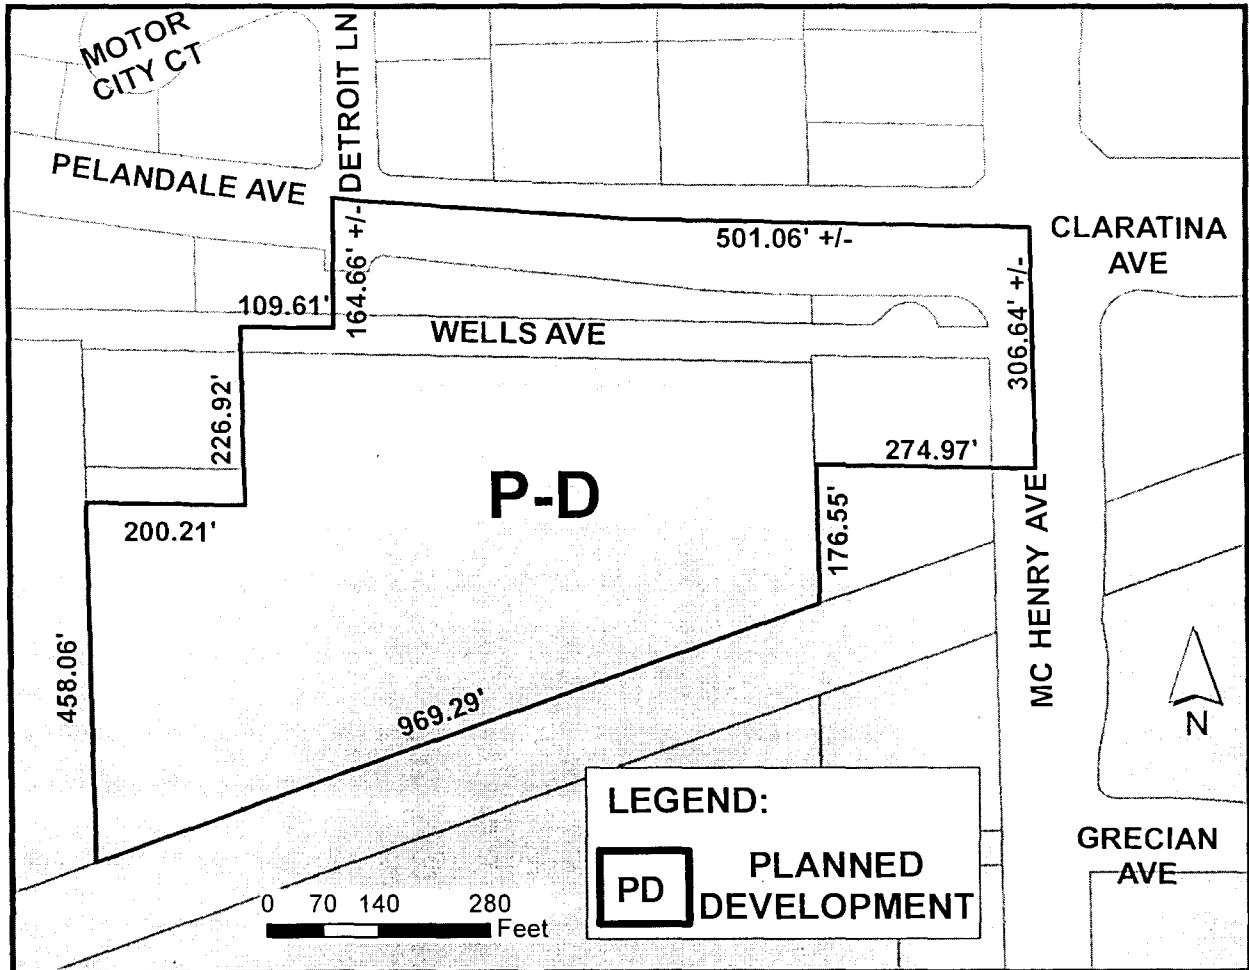 MOTOR
CITY CT
DETROIT LN
PELANDALE AVE
CLARATINA
AVE
501.06' +/-
164.66' +/-
306.64' +/-
109.61'
WELLS AVE
226.92'
274.97'
P-D
200.21'
176.55'
MC HENRY AVE
458.06'
969.29'
N
LEGEND:
PD
PLANNED
DEVELOPMENT
GRECIAN
AVE
0 70 140 280
Feet